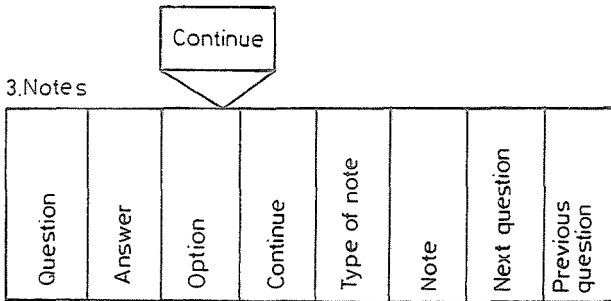 Continue
3.Notes
Question
Answer
Option
Continue
Type of note
Note
Next question
Previous
question